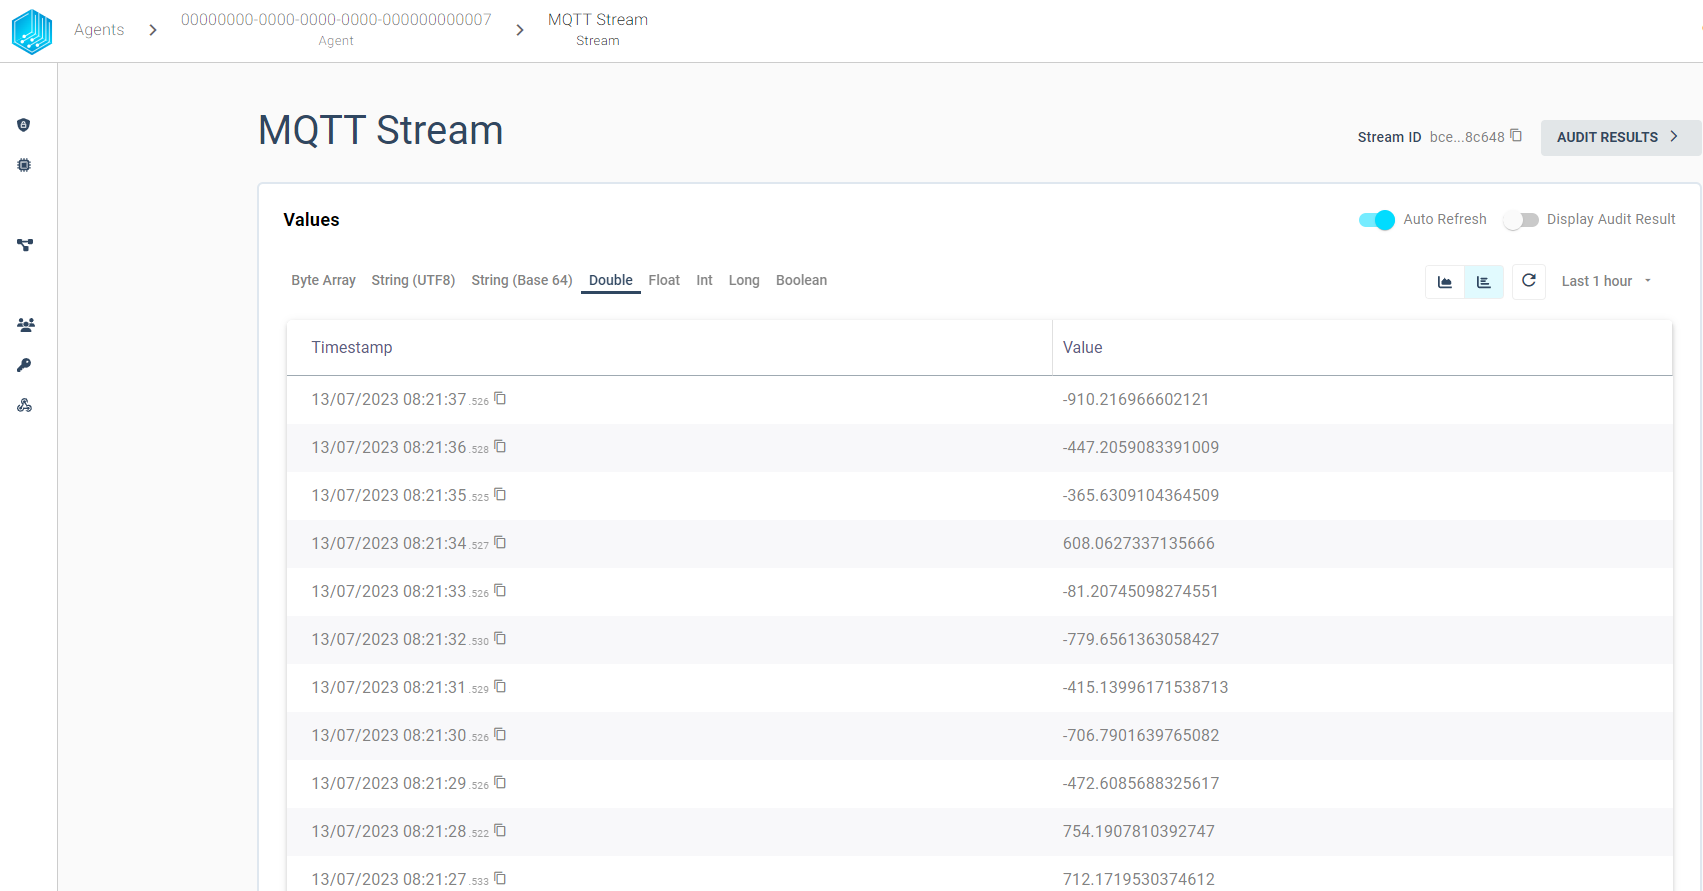 Agents
00000000-0000-0000-0000-000000000007
Agent
MQTT Stream
Stream
MQTT Stream
Stream ID bce...8c648
AUDIT RESULTS
Values
Auto Refresh
Display Audit Result
Byte Array String (UTF8) String (Base 64) Double Float Int Long Boolean
Last 1 hour
Timestamp Value
13/07/2023 08:21:37.526 -910.216966602121
13/07/2023 08:21:36.528 -447.2059083391009
13/07/2023 08:21:35.525 -365.6309104364509
13/07/2023 08:21:34.527 608.0627337135666
13/07/2023 08:21:33.526 -81.20745098274551
13/07/2023 08:21:32.530 -779.6561363058427
13/07/2023 08:21:31.529 -415.13996171538713
13/07/2023 08:21:30.526 -706.7901639765082
13/07/2023 08:21:29.526 -472.6085688325617
13/07/2023 08:21:28.522 754.1907810392747
13/07/2023 08:21:27.533 712.1719530374612